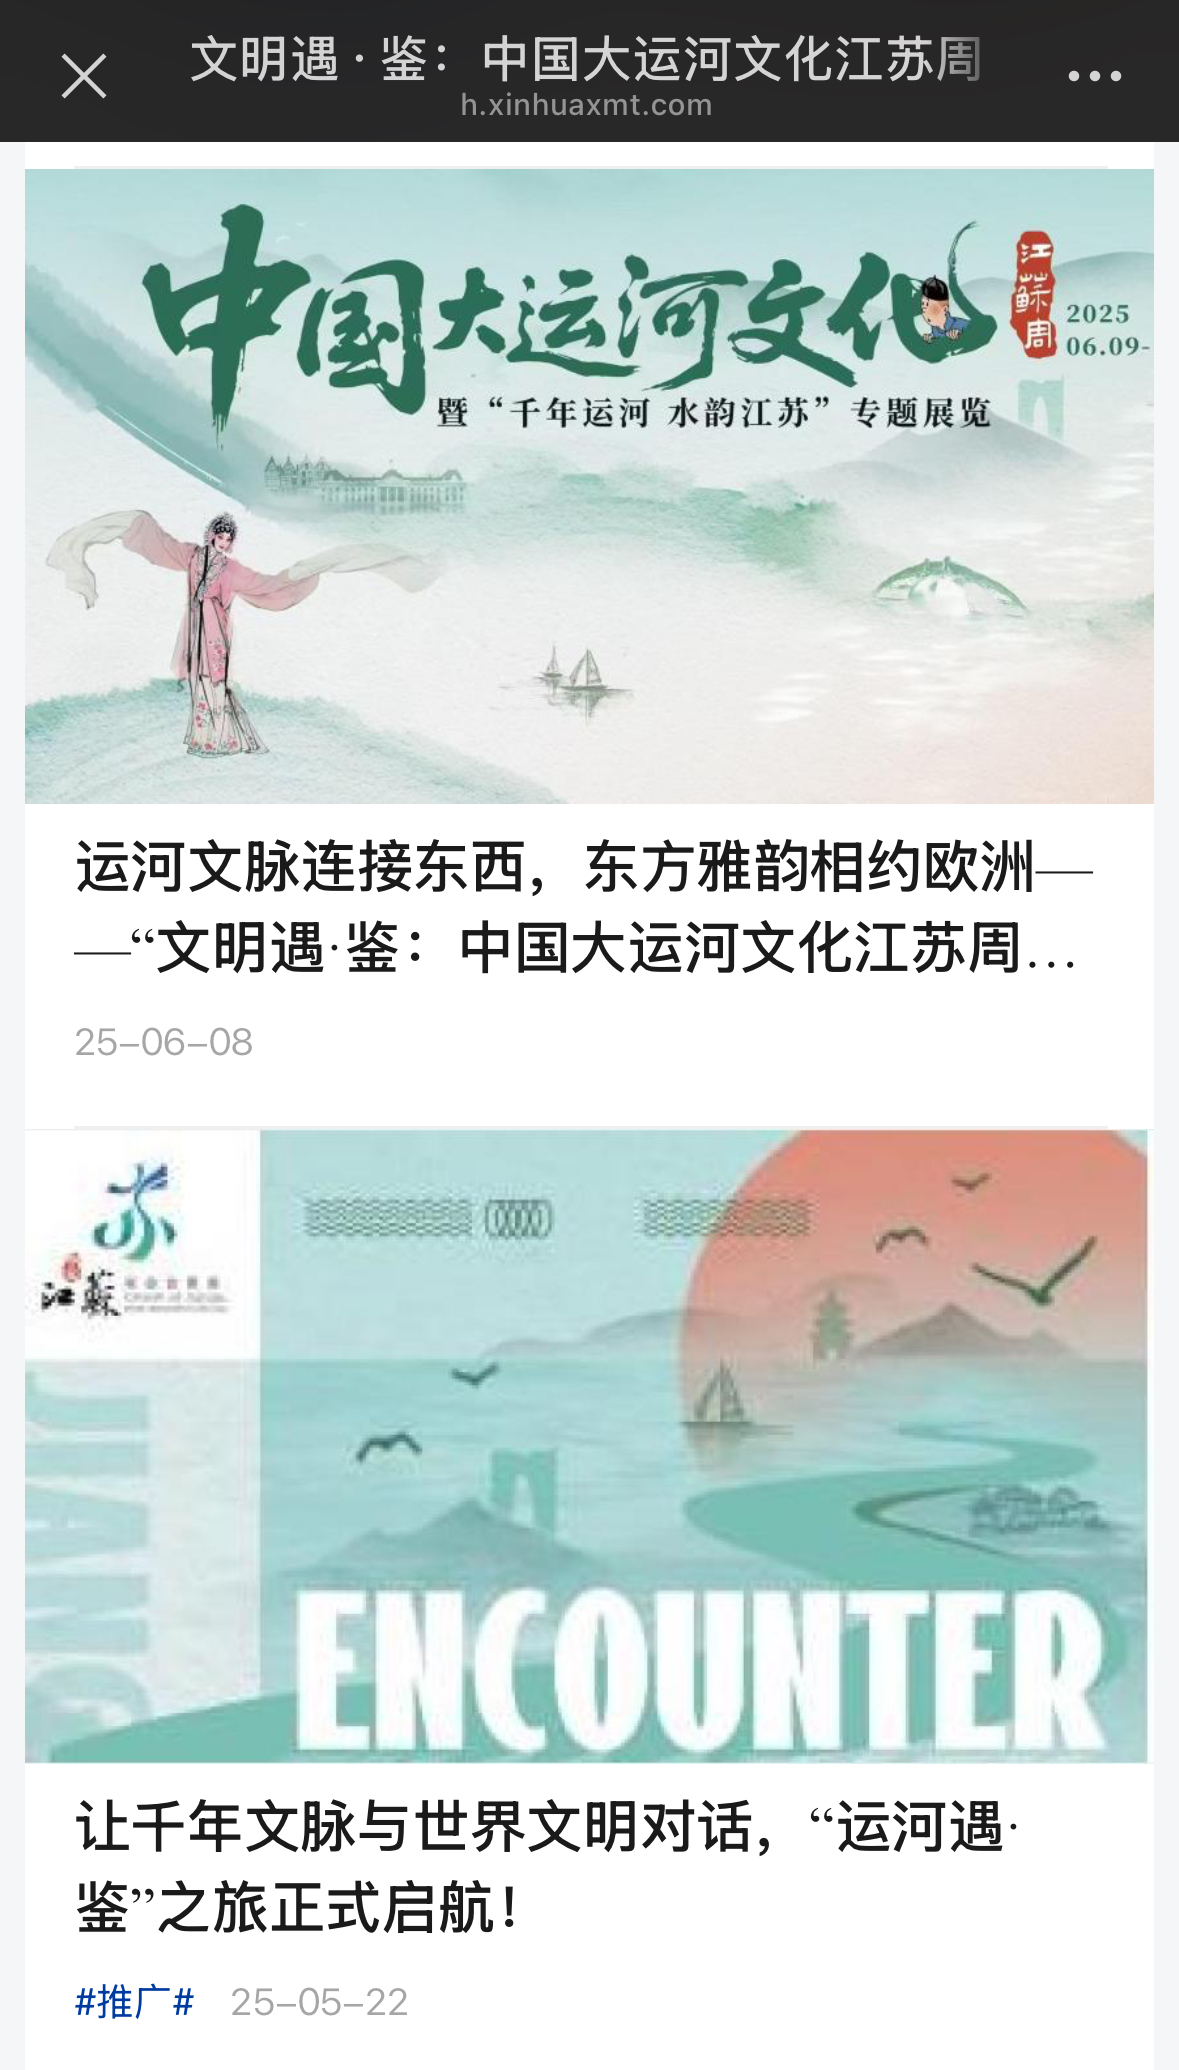 文明遇 · 鉴：中国大运河文化江苏周
h.xinhuaxmt.com
中国大运河文化
江蘇周
2025
06.09-
暨“千年运河 水韵江苏”专题展览
运河文脉连接东西，东方雅韵相约欧洲—
—“文明遇·鉴：中国大运河文化江苏周...
25-06-08
苏
江蘇
JIANG
ENCOUNTER
让千年文脉与世界文明对话，“运河遇·
鉴”之旅正式启航！
#推广# 25-05-22